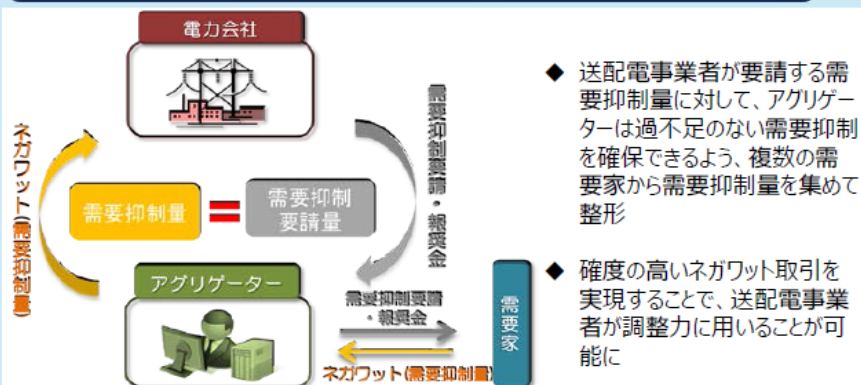 電力会社
ネガワット(需要抑制量)
需要抑制要請・報奨金
需要抑制量
=
需要抑制
要請量
アグリゲーター
需要抑制要請
・報奨金
ネガワット(需要抑制量)
需要家
◆ 送配電事業者が要請する需
要抑制量に対して、アグリゲー
ターは過不足のない需要抑制
を確保できるよう、複数の需
要家から需要抑制量を集めて
整形
◆ 確度の高いネガワット取引を
実現することで、送配電事業
者が調整力に用いることが可
能に